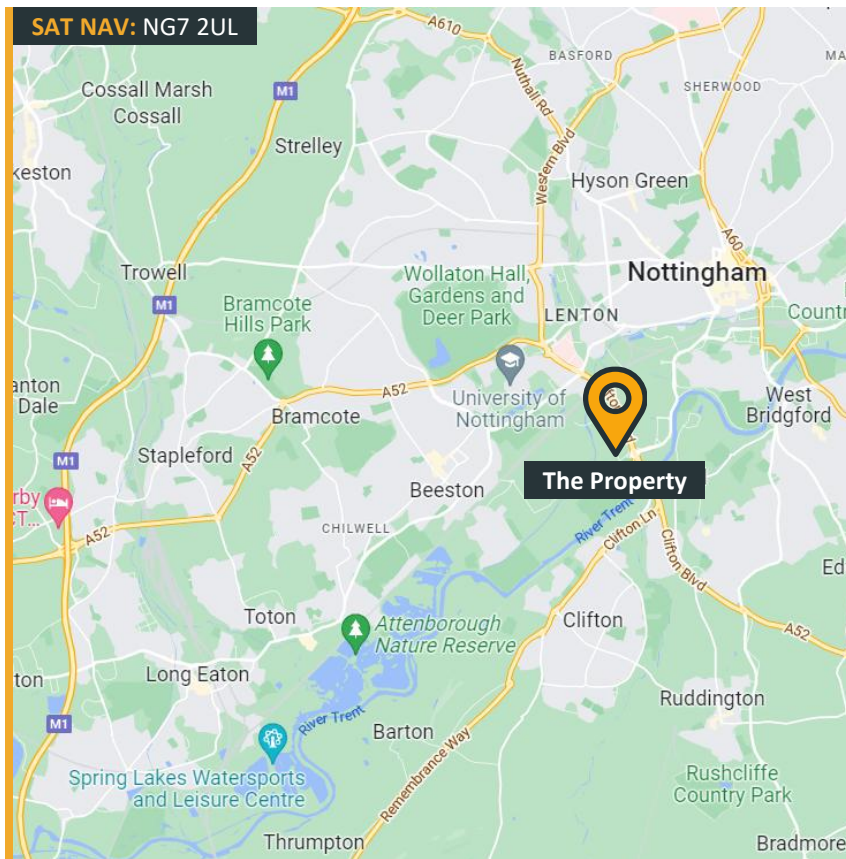 SAT NAV: NG7 2UL
A610
BASFORD
Cossall Marsh
Cossall
M1
Nuthall Rd
SHERWOOD
MA
Strelley
keston
Western Blvd
Hyson Green
A60
Trowell
Wollaton Hall,
Gardens and
Deer Park
Nottingham
M1
Bramcote
Hills Park
LENTON
Countr
anton
Dale
A52
University of
Nottingham
West
Bridgford
Bramcote
Stapleford
A52
M1
Beeston
The Property
rby
CT...
River Trent
Clifton Ln
A52
CHILWELL
Clifton Blvd
Ed
Toton
Attenborough
Nature Reserve
Clifton
A52
ton
Long Eaton
Ruddington
M1
River Trent
Barton
Remembrance Way
Spring Lakes Watersports
and Leisure Centre
Rushcliffe
Country Park
Thrumpton
Bradmore